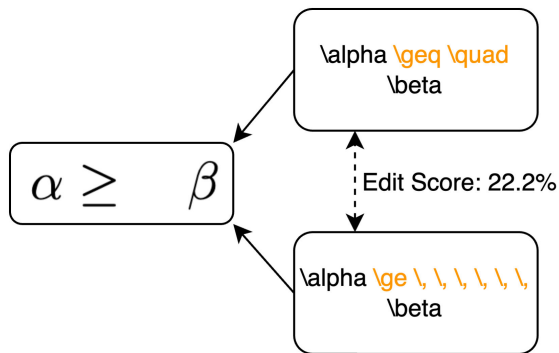 \alpha \geq \quad
\beta
α ≥ β
Edit Score: 22.2%
\alpha \ge \, \, \, \, \, \,
\beta